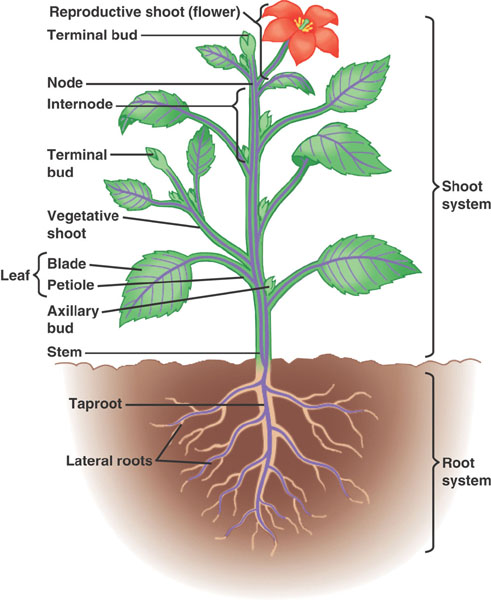 Reproductive shoot (flower)
Terminal bud
Node
Internode
Terminal
bud
Vegetative
shoot
Leaf
Blade
Petiole
Axillary
bud
Stem
Shoot
system
Taproot
Lateral roots
Root
system